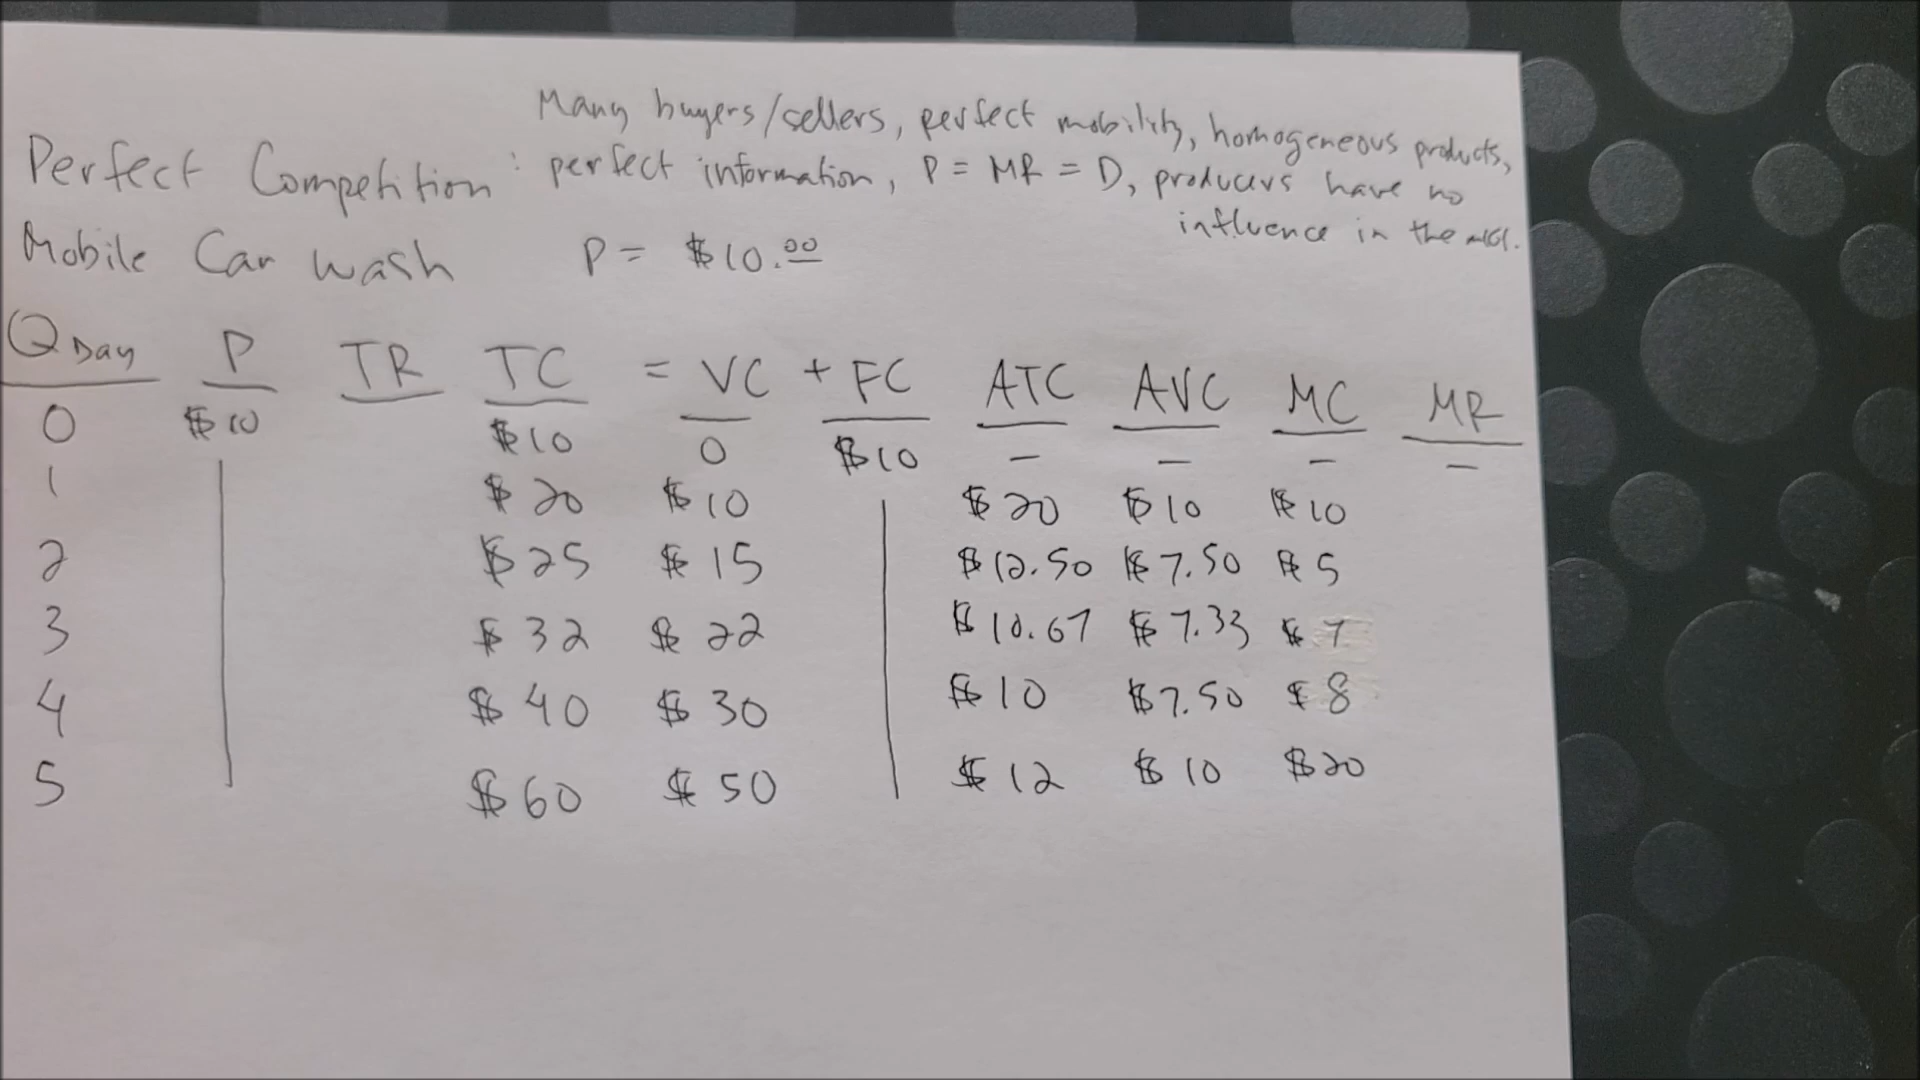 Many buyers/sellers, perfect mobility, homogeneous products,
Perfect Competition : perfect information, P = MR = D, producers have no
influence in the mkt.
Mobile Car wash P = $10.00
Q Day P TR TC = VC + FC ATC AVC MC MR
0 $10 $10 0 $10 - - - -
1 $20 $10 $20 $10 $10
2 $25 $15 $12.50 $7.50 $5
3 $32 $22 $10.67 $7.33 $7
4 $40 $30 $10 $7.50 $8
5 $60 $50 $12 $10 $20